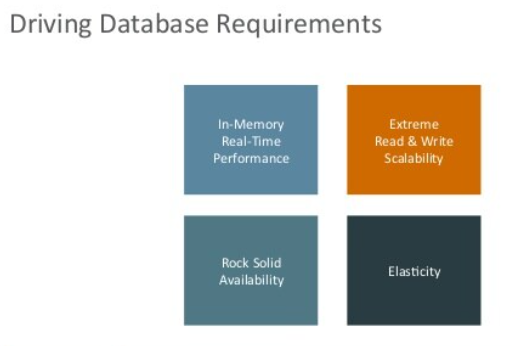 Driving Database Requirements
In-Memory
Real-Time
Performance
Extreme
Read & Write
Scalability
Rock Solid
Availability
Elasticity